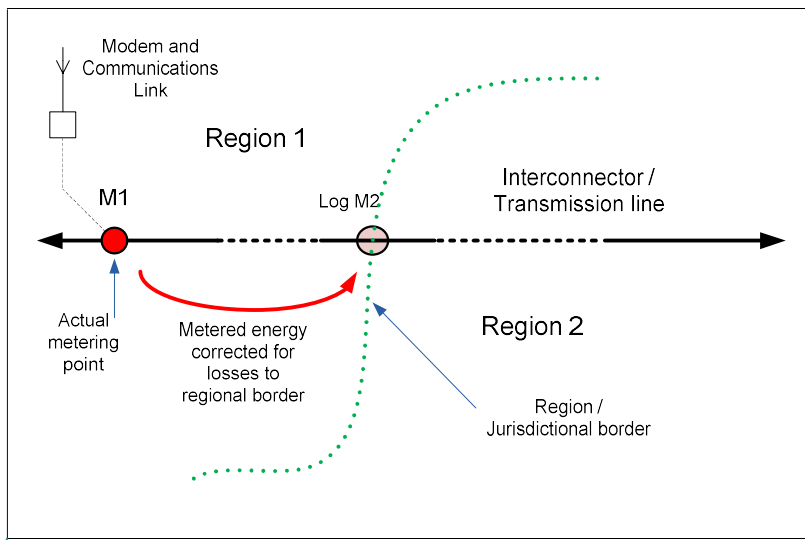 Modem and
Communications
Link
Region 1
M1
Log M2
Interconnector /
Transmission line
Actual
metering
point
Metered energy
corrected for
losses to
regional border
Region 2
Region /
Jurisdictional border